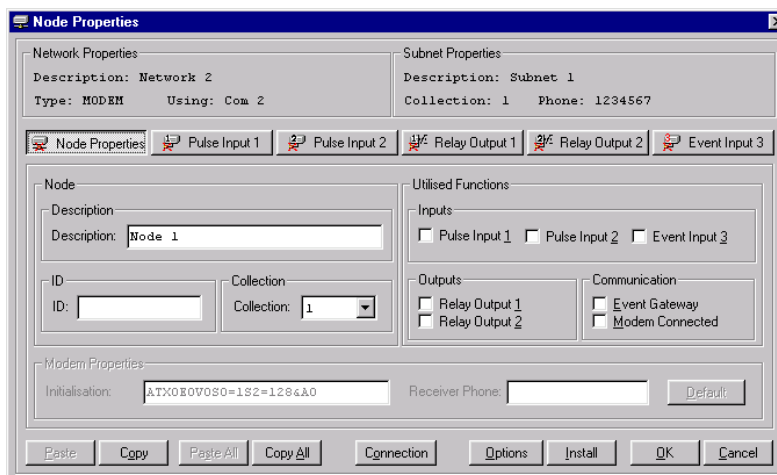 Node Properties
Network Properties
Description: Network 2
Type: MODEM Using: Com 2
Subnet Properties
Description: Subnet 1
Collection: 1 Phone: 1234567
Node Properties Pulse Input 1 Pulse Input 2 Relay Output 1 Relay Output 2 Event Input 3
Node
Description
Description: Node 1
ID
ID:
Collection
Collection: 1
Utilised Functions
Inputs
Pulse Input 1 Pulse Input 2 Event Input 3
Outputs
Relay Output 1
Relay Output 2
Communication
Event Gateway
Modem Connected
Modem Properties
Initialisation: ATX0E0V0S0=1S2=128&A0 Receiver Phone: Default
Paste Copy Paste All Copy All Connection Options Install OK Cancel